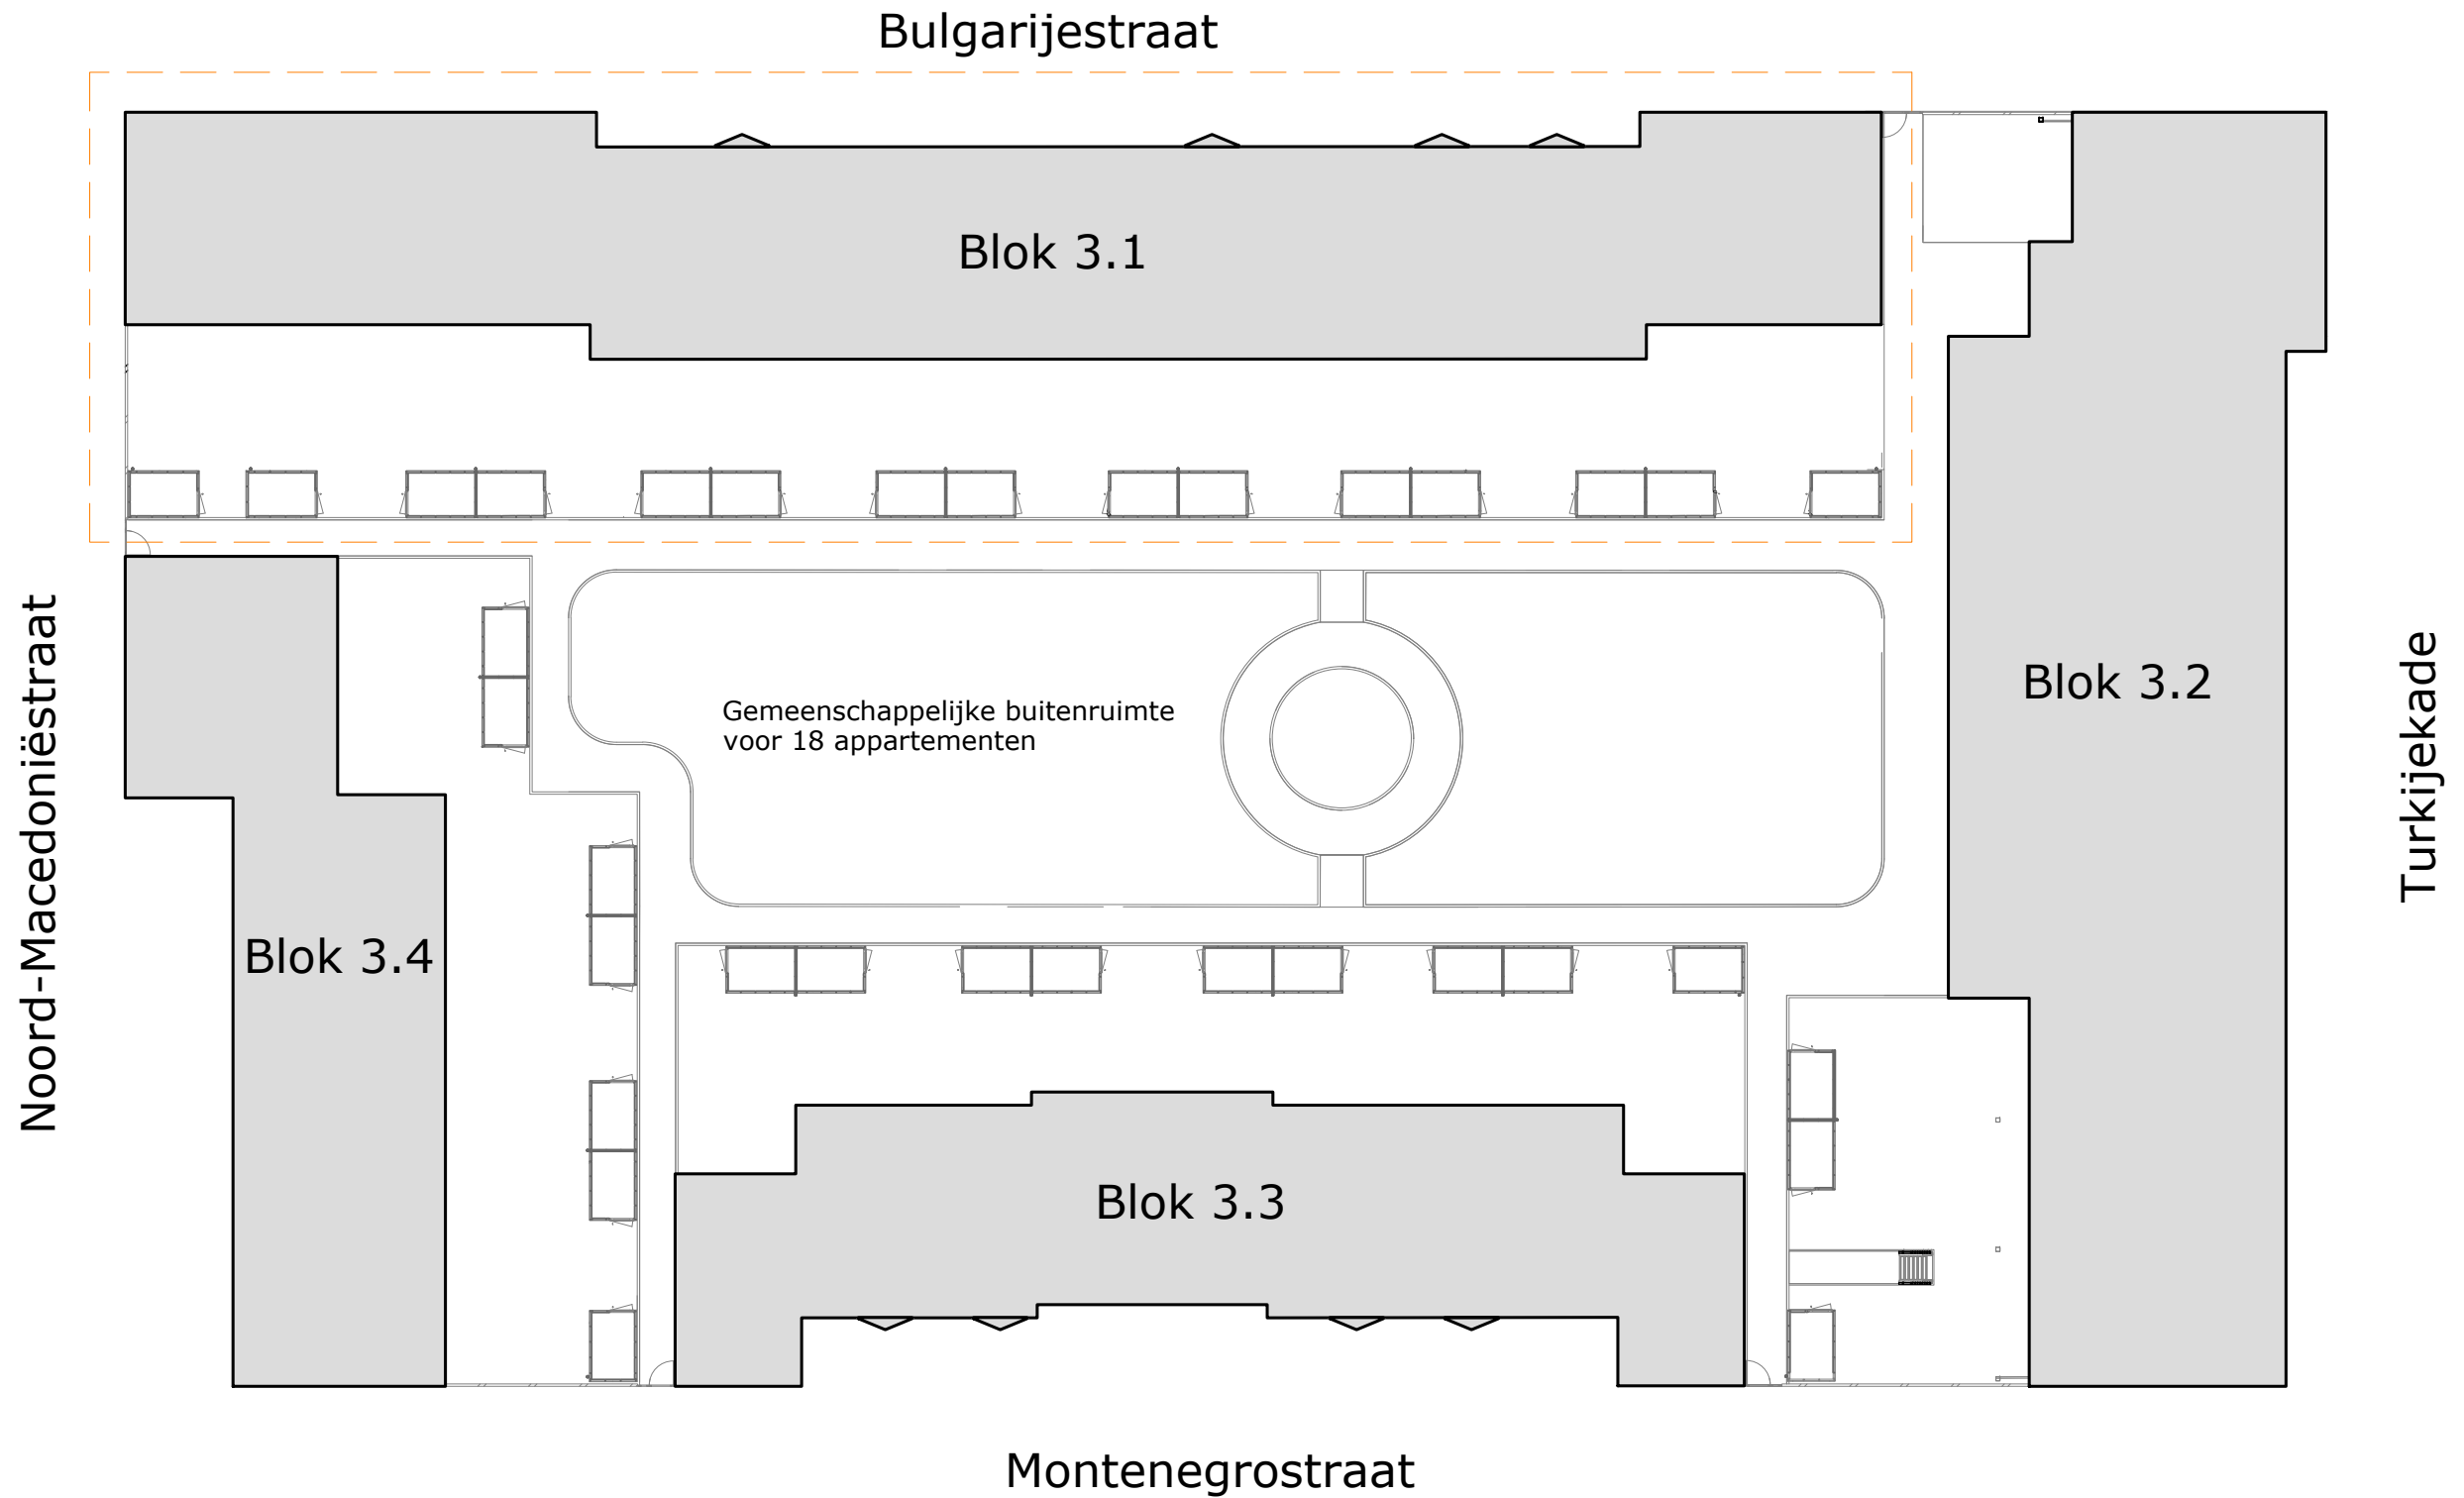 Bulgarijestraat
Blok 3.1
Noord-Macedoniëstraat
Gemeenschappelijke buitenruimte
voor 18 appartementen
Blok 3.2
Turkijekade
Blok 3.4
Blok 3.3
Montenegrostraat